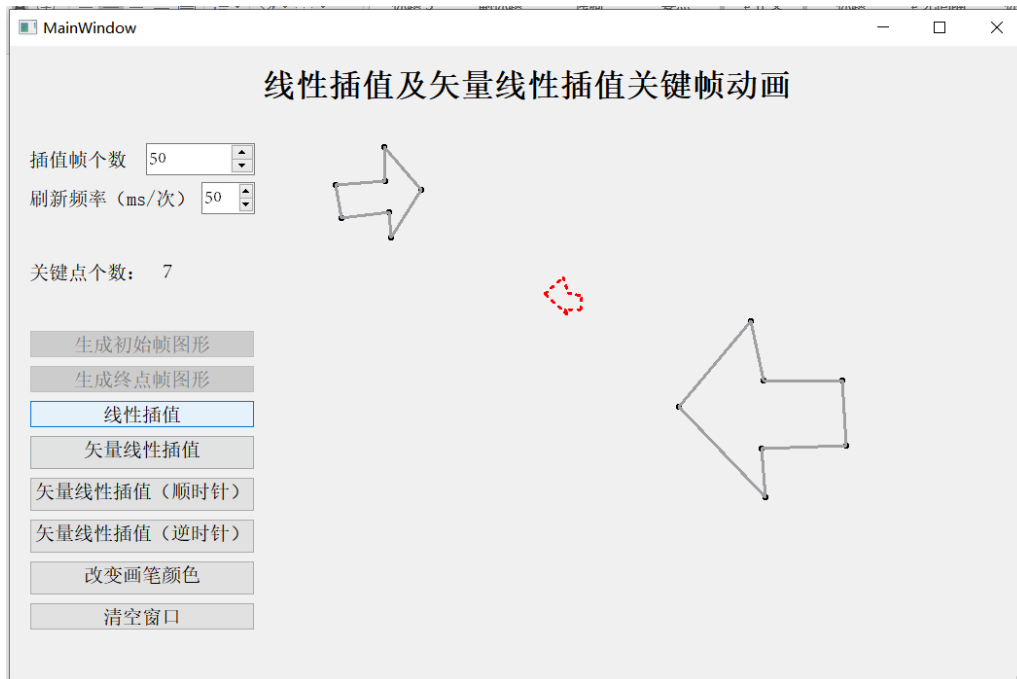 MainWindow
线性插值及矢量线性插值关键帧动画
插值帧个数 50
刷新频率（ms/次） 50
关键点个数： 7
生成初始帧图形
生成终点帧图形
线性插值
矢量线性插值
矢量线性插值（顺时针）
矢量线性插值（逆时针）
改变画笔颜色
清空窗口